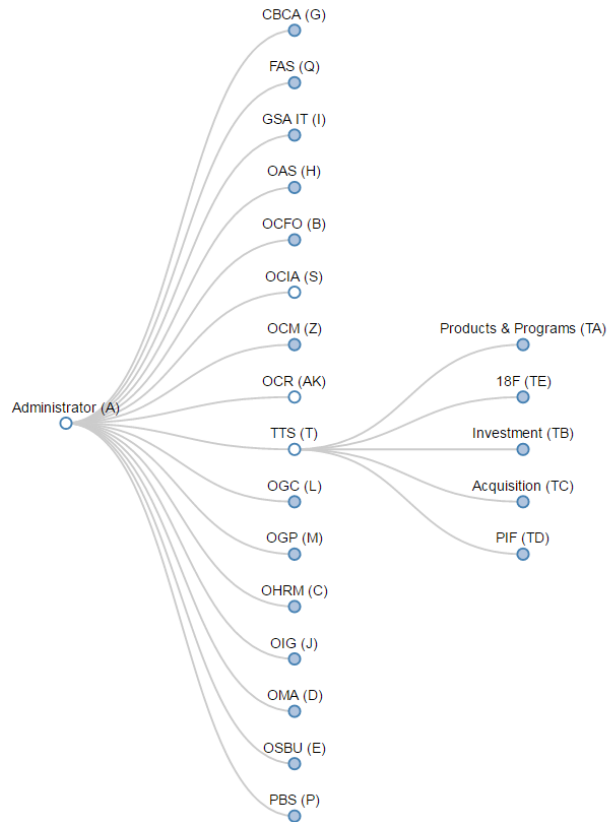 CBCA (G)
FAS (Q)
GSA IT (I)
OAS (H)
OCFO (B)
OCIA (S)
OCM (Z)
OCR (AK)
Administrator (A)
TTS (T)
OGC (L)
OGP (M)
OHRM (C)
OIG (J)
OMA (D)
OSBU (E)
PBS (P)
Products & Programs (TA)
18F (TE)
Investment (TB)
Acquisition (TC)
PIF (TD)